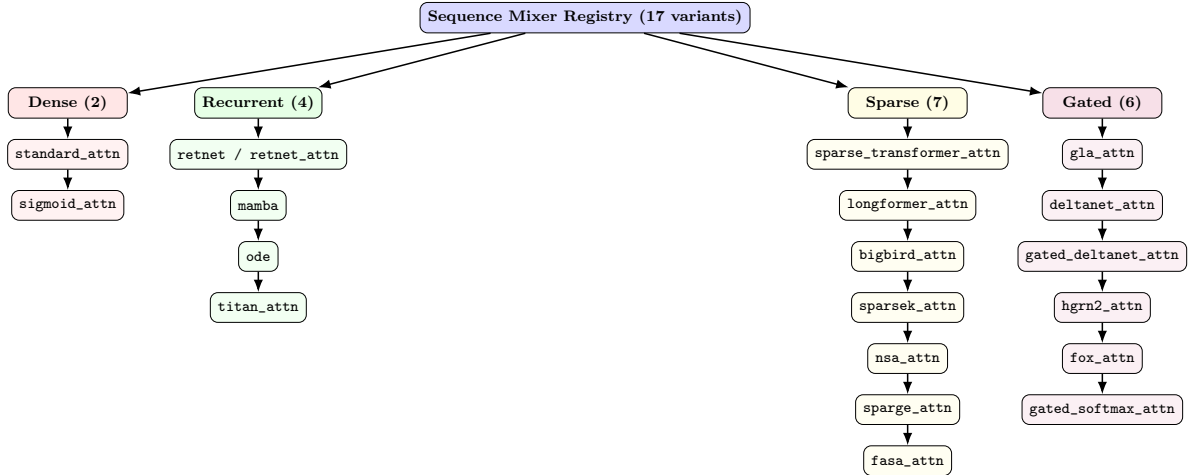 Sequence Mixer Registry (17 variants)
Dense (2)
standard_attn
sigmoid_attn
Recurrent (4)
retnet / retnet_attn
mamba
ode
titan_attn
Sparse (7)
sparse_transformer_attn
longformer_attn
bigbird_attn
sparsek_attn
nsa_attn
sparge_attn
fasa_attn
Gated (6)
gla_attn
deltanet_attn
gated_deltanet_attn
hgrn2_attn
fox_attn
gated_softmax_attn